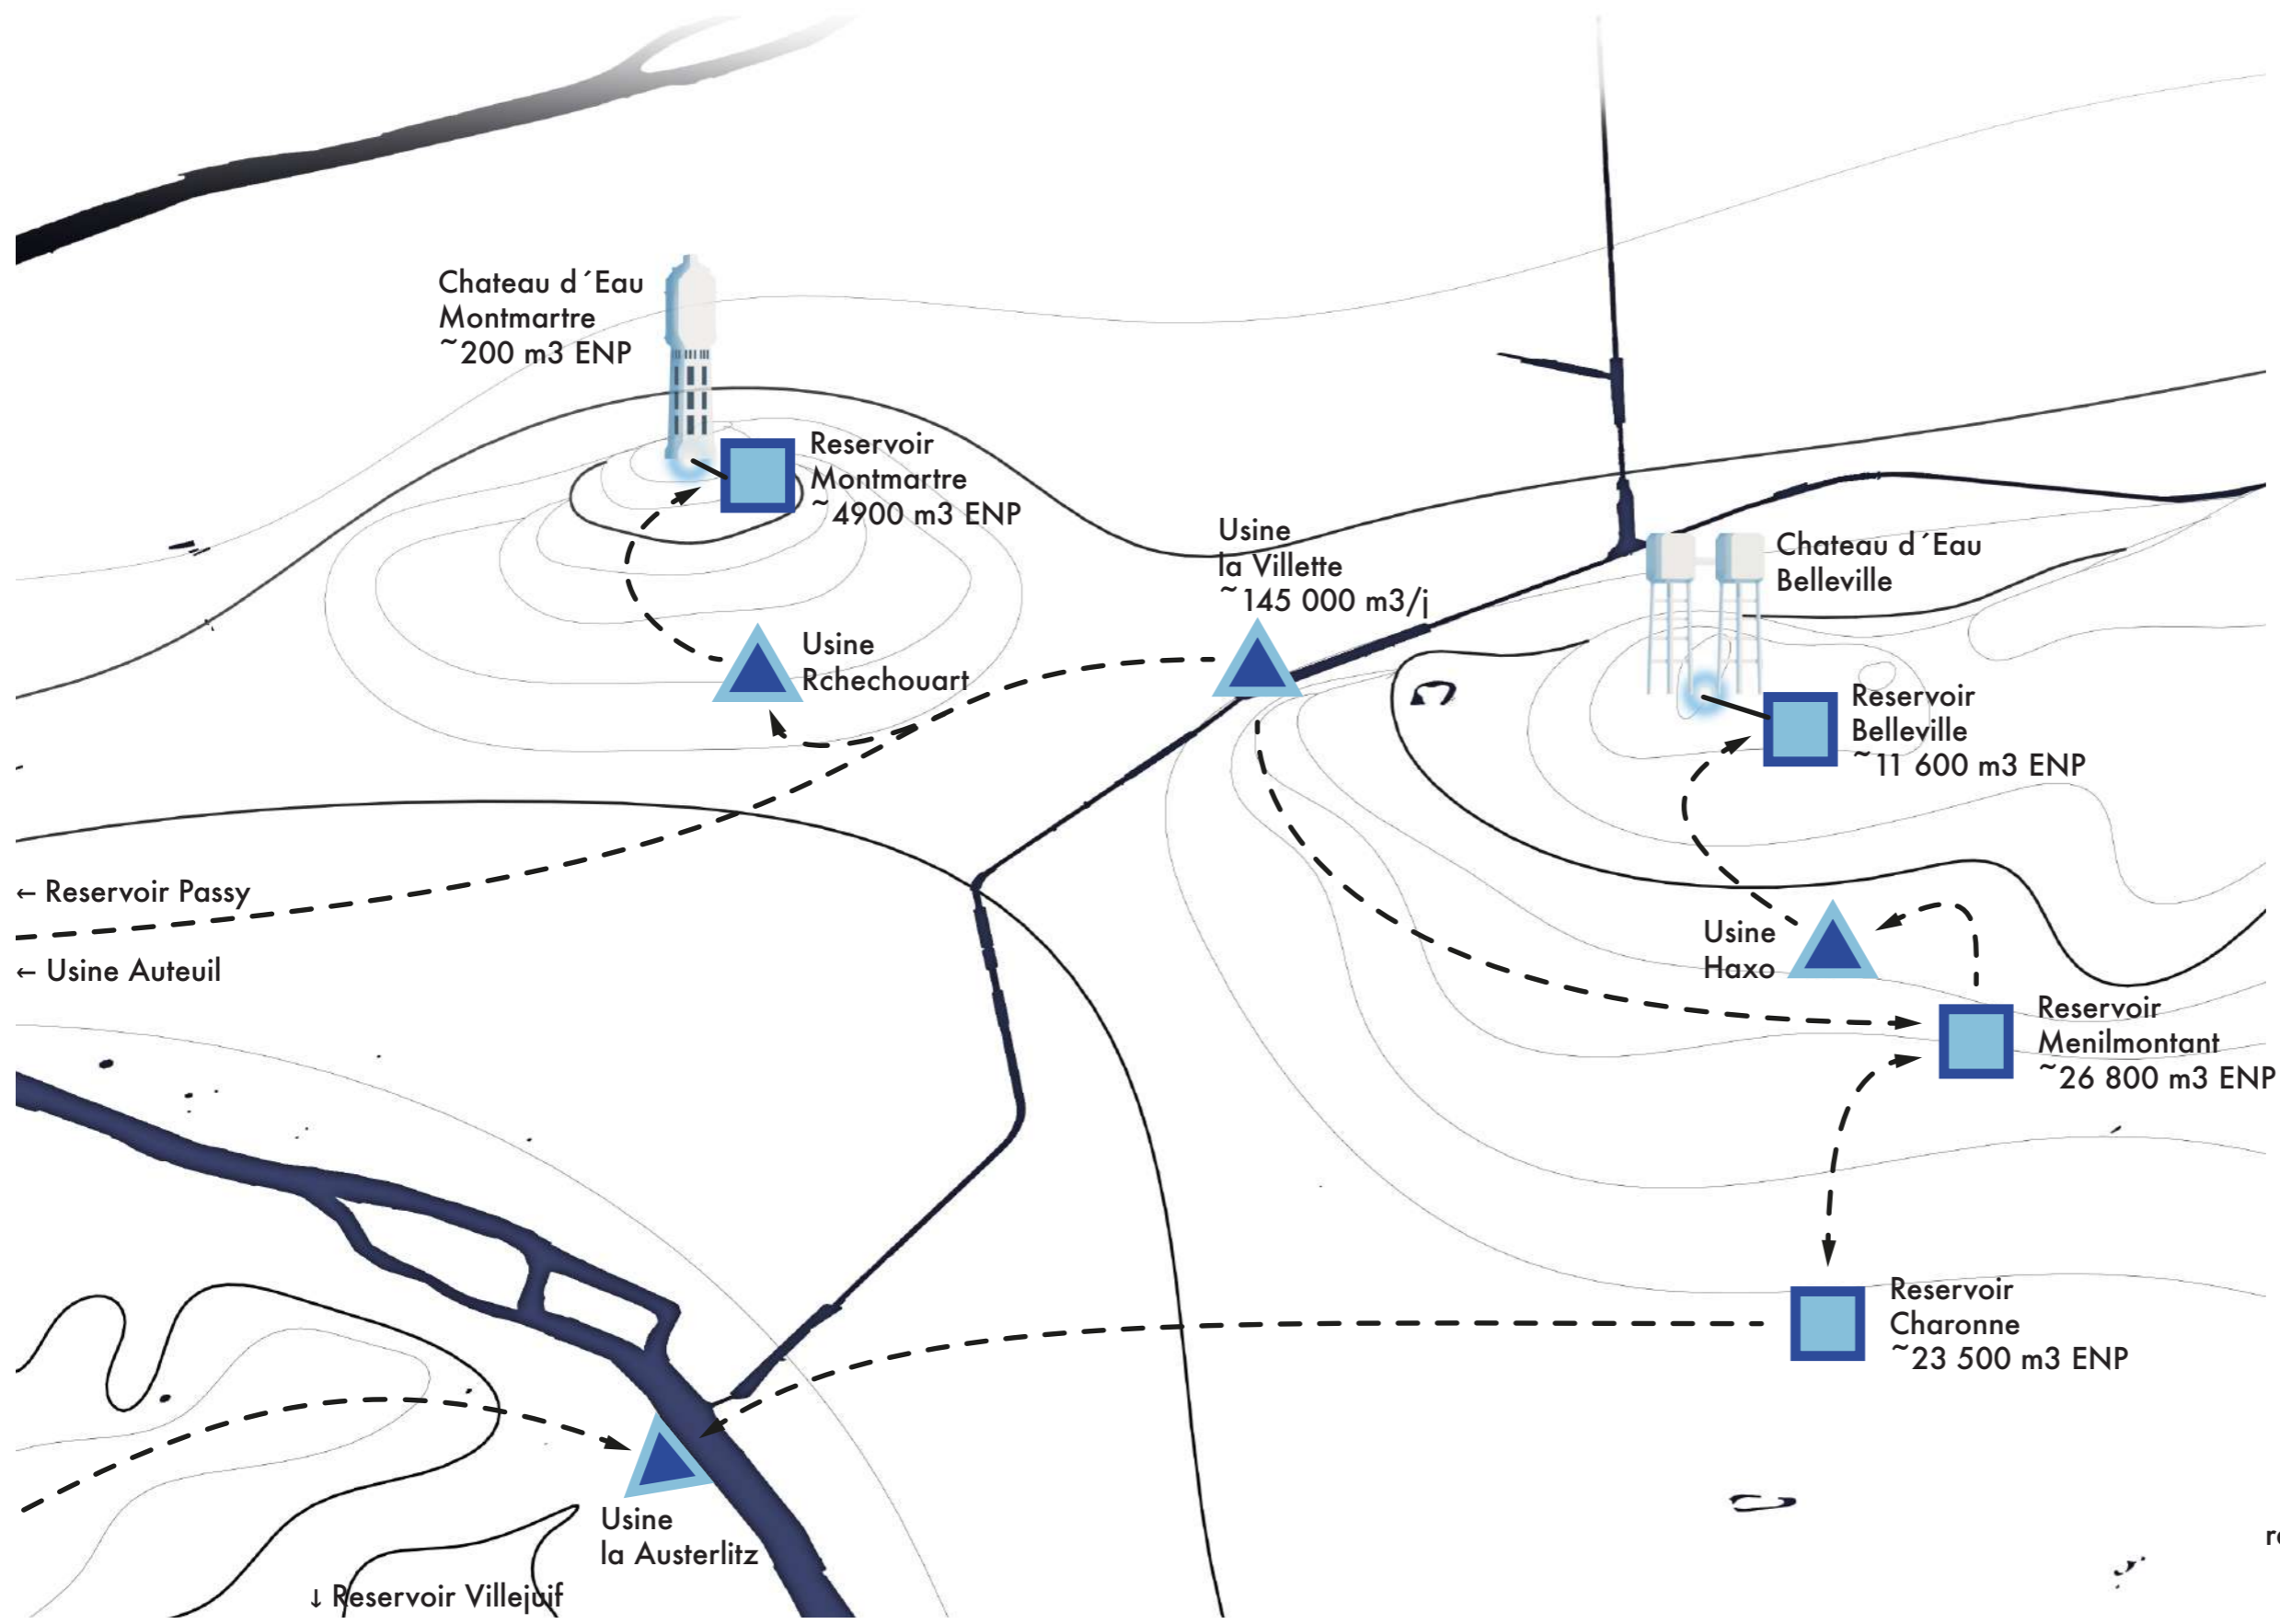 Chateau d´Eau
Montmartre
~200 m3 ENP
Reservoir
Montmartre
~4900 m3 ENP
Usine
la Villette
~145 000 m3/j
Chateau d´Eau
Belleville
Usine
Rchechouart
Reservoir
Belleville
~11 600 m3 ENP
← Reservoir Passy
← Usine Auteuil
Usine
Haxo
Reservoir
Menilmontant
~26 800 m3 ENP
Reservoir
Charonne
~23 500 m3 ENP
Usine
la Austerlitz
↓ Reservoir Villejuif